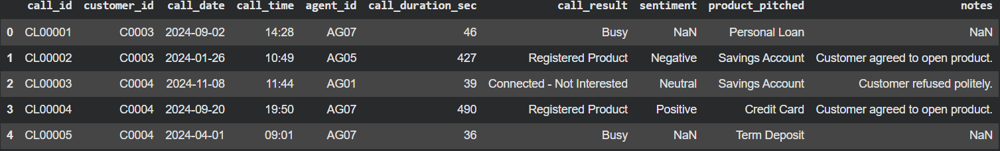 call_id customer_id call_date call_time agent_id call_duration_sec call_result sentiment product_pitched notes
0 CL00001 C0003 2024-09-02 14:28 AG07 46 Busy NaN Personal Loan NaN
1 CL00002 C0003 2024-01-26 10:49 AG05 427 Registered Product Negative Savings Account Customer agreed to open product.
2 CL00003 C0004 2024-11-08 11:44 AG01 39 Connected - Not Interested Neutral Savings Account Customer refused politely.
3 CL00004 C0004 2024-09-20 19:50 AG07 490 Registered Product Positive Credit Card Customer agreed to open product.
4 CL00005 C0004 2024-04-01 09:01 AG07 36 Busy NaN Term Deposit NaN